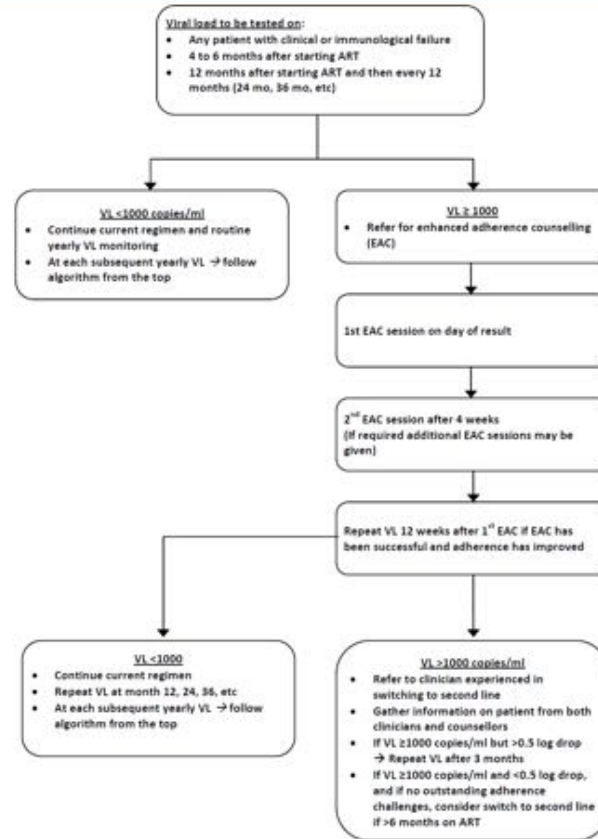 Viral load to be tested on:
• Any patient with clinical or immunological failure
• 4 to 6 months after starting ART
• 12 months after starting ART and then every 12
months (24 mo, 36 mo, etc)
VL <1000 copies/ml
• Continue current regimen and routine
yearly VL monitoring
• At each subsequent yearly VL → follow
algorithm from the top
VL ≥ 1000
• Refer for enhanced adherence counselling
(EAC)
1st EAC session on day of result
2nd EAC session after 4 weeks
(If required additional EAC sessions may be
given)
Repeat VL 12 weeks after 1st EAC if EAC has
been successful and adherence has improved
VL <1000
• Continue current regimen
• Repeat VL at month 12, 24, 36, etc
• At each subsequent yearly VL → follow
algorithm from the top
VL >1000 copies/ml
• Refer to clinician experienced in
switching to second line
• Gather information on patient from both
clinicians and counsellors
• If VL ≥1000 copies/ml but >0.5 log drop
→ Repeat VL after 3 months
• If VL ≥1000 copies/ml and <0.5 log drop,
and if no outstanding adherence
challenges, consider switch to second line
if >6 months on ART